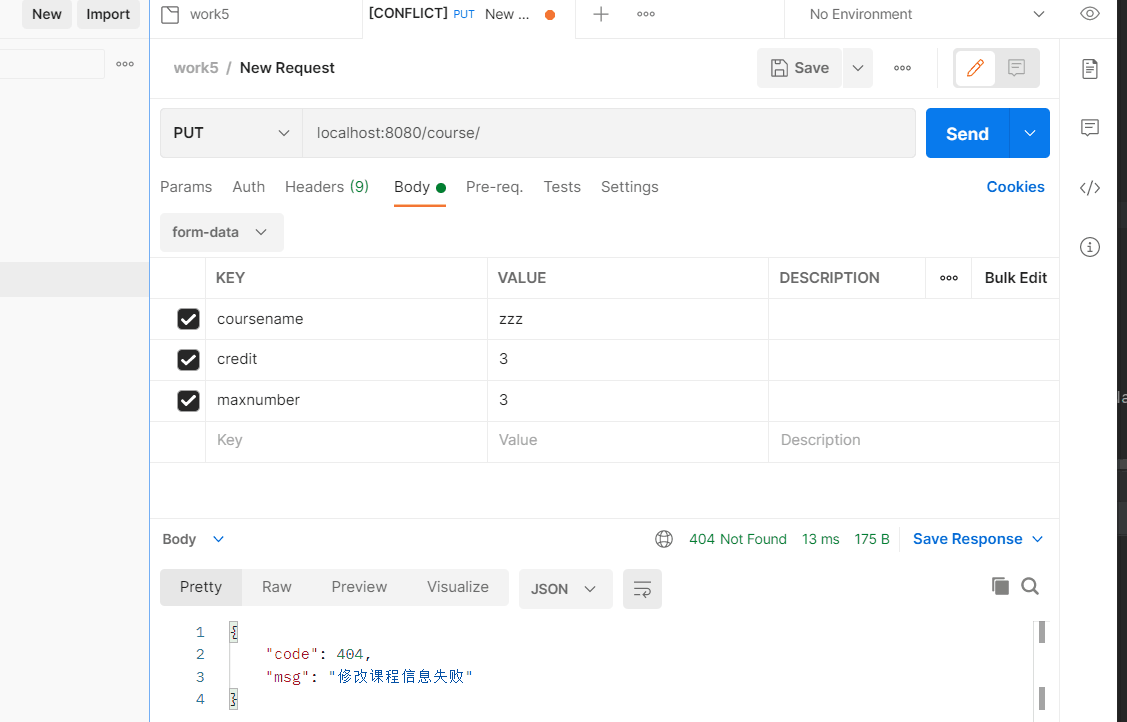 New Import work5 [CONFLICT] PUT New ... No Environment
work5 / New Request Save
PUT localhost:8080/course/ Send
Params Auth Headers (9) Body Pre-req. Tests Settings Cookies
form-data
KEY VALUE DESCRIPTION Bulk Edit
coursename zzz
credit 3
maxnumber 3
Key Value Description
Body 404 Not Found 13 ms 175 B Save Response
Pretty Raw Preview Visualize JSON
1 {
2 "code": 404,
3 "msg": "修改课程信息失败"
4 }